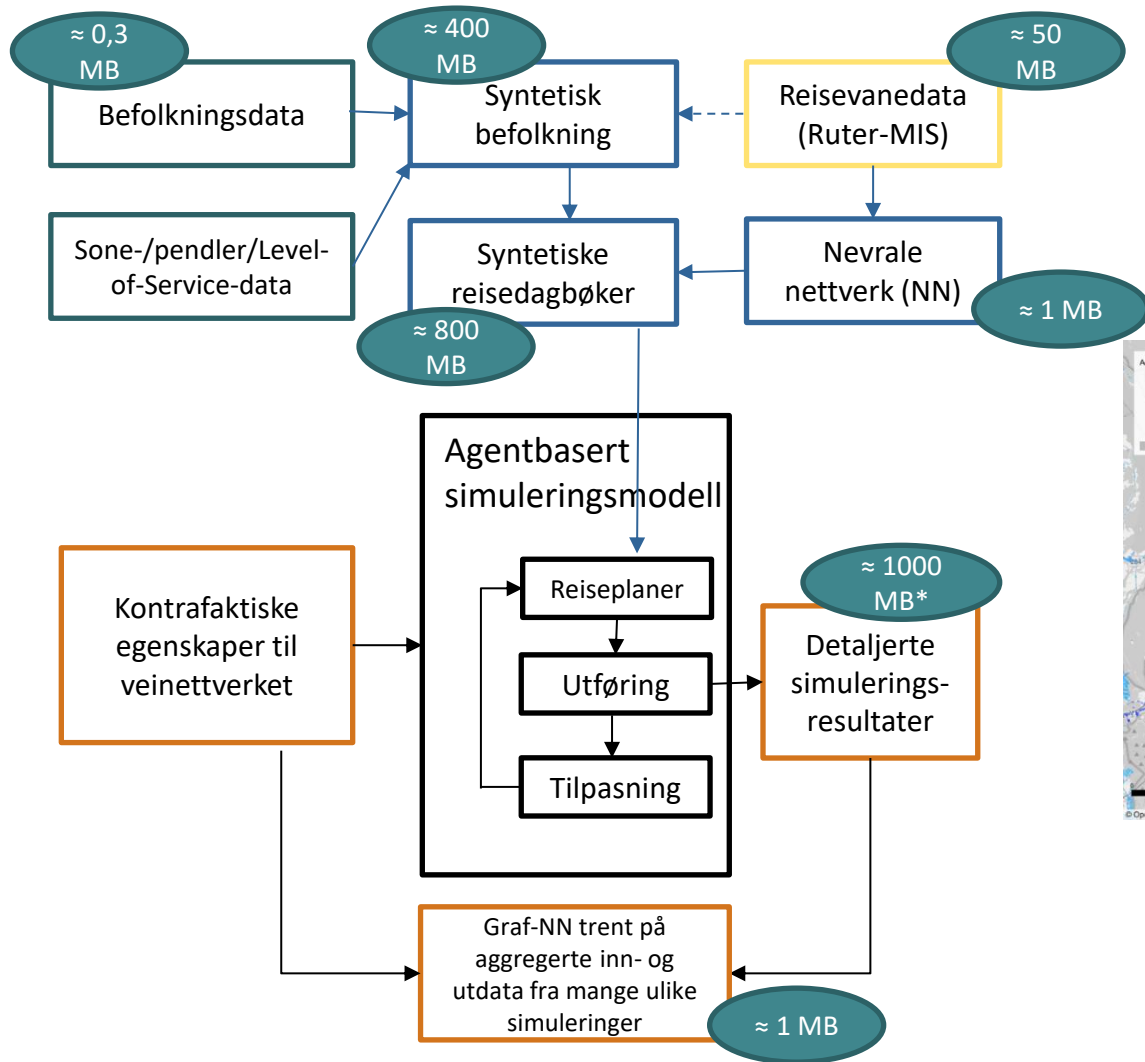 ≈ 0,3
MB
Befolkningsdata
≈ 400
MB
Syntetisk
befolkning
≈ 50
MB
Reisevanedata
(Ruter-MIS)
Sone-/pendler/Level-
of-Service-data
Syntetiske
reisedagbøker
≈ 800
MB
Nevrale
nettverk (NN)
≈ 1 MB
Agentbasert
simuleringsmodell
Reiseplaner
Utføring
Tilpasning
Kontrafaktiske
egenskaper til
veinettverket
≈ 1000
MB*
Detaljerte
simulerings-
resultater
Graf-NN trent på
aggregerte inn- og
utdata fra mange ulike
simuleringer
≈ 1 MB